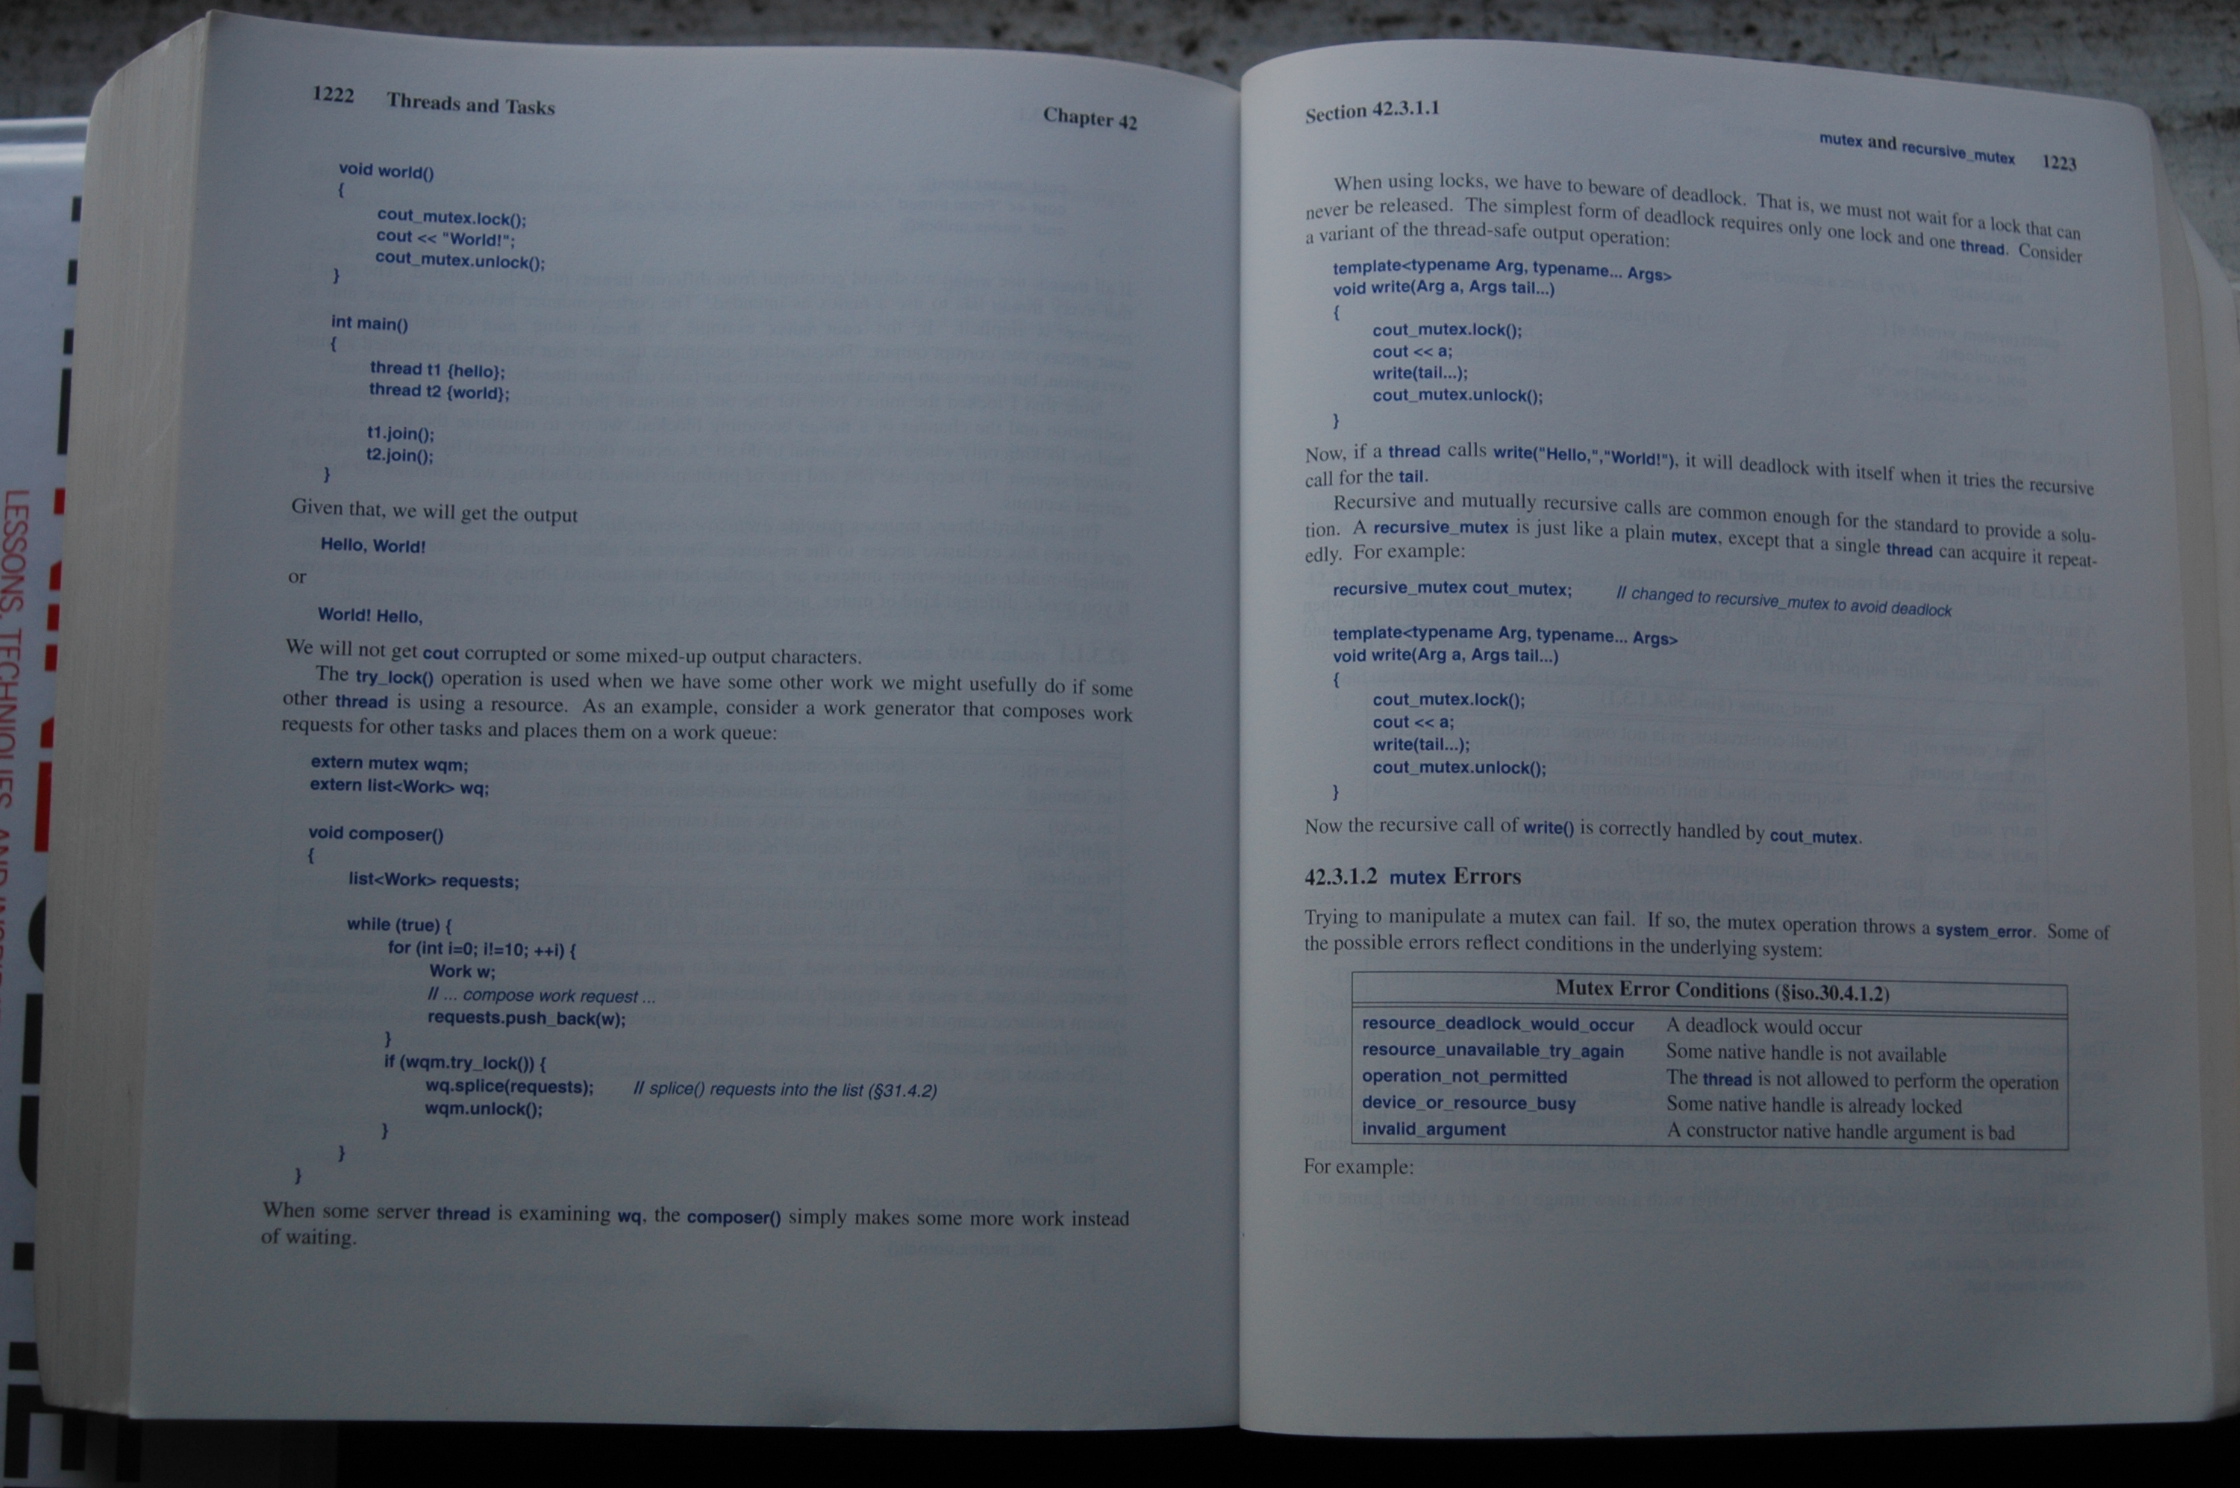 1222 Threads and Tasks Chapter 42
void world()
{
cout_mutex.lock();
cout << "World!";
cout_mutex.unlock();
}
int main()
{
thread t1 {hello};
thread t2 {world};
t1.join();
t2.join();
}
Given that, we will get the output
Hello, World!
or
World! Hello,
We will not get cout corrupted or some mixed-up output characters.
The try_lock() operation is used when we have some other work we might usefully do if some
other thread is using a resource. As an example, consider a work generator that composes work
requests for other tasks and places them on a work queue:
extern mutex wqm;
extern list<Work> wq;
void composer()
{
list<Work> requests;
while (true) {
for (int i=0; i!=10; ++i) {
Work w;
// ... compose work request ...
requests.push_back(w);
}
if (wqm.try_lock()) {
wq.splice(requests); // splice() requests into the list (§31.4.2)
wqm.unlock();
}
}
}
When some server thread is examining wq, the composer() simply makes some more work instead
of waiting.
Section 42.3.1.1 mutex and recursive_mutex 1223
When using locks, we have to beware of deadlock. That is, we must not wait for a lock that can
never be released. The simplest form of deadlock requires only one lock and one thread. Consider
a variant of the thread-safe output operation:
template<typename Arg, typename... Args>
void write(Arg a, Args tail...)
{
cout_mutex.lock();
cout << a;
write(tail...);
cout_mutex.unlock();
}
Now, if a thread calls write("Hello,","World!"), it will deadlock with itself when it tries the recursive
call for the tail.
Recursive and mutually recursive calls are common enough for the standard to provide a solu-
tion. A recursive_mutex is just like a plain mutex, except that a single thread can acquire it repeat-
edly. For example:
recursive_mutex cout_mutex; // changed to recursive_mutex to avoid deadlock
template<typename Arg, typename... Args>
void write(Arg a, Args tail...)
{
cout_mutex.lock();
cout << a;
write(tail...);
cout_mutex.unlock();
}
Now the recursive call of write() is correctly handled by cout_mutex.
42.3.1.2 mutex Errors
Trying to manipulate a mutex can fail. If so, the mutex operation throws a system_error. Some of
the possible errors reflect conditions in the underlying system:
Mutex Error Conditions (§iso.30.4.1.2)
resource_deadlock_would_occur A deadlock would occur
resource_unavailable_try_again Some native handle is not available
operation_not_permitted The thread is not allowed to perform the operation
device_or_resource_busy Some native handle is already locked
invalid_argument A constructor native handle argument is bad
For example:
LESSONS, TECHNIQUES, AND